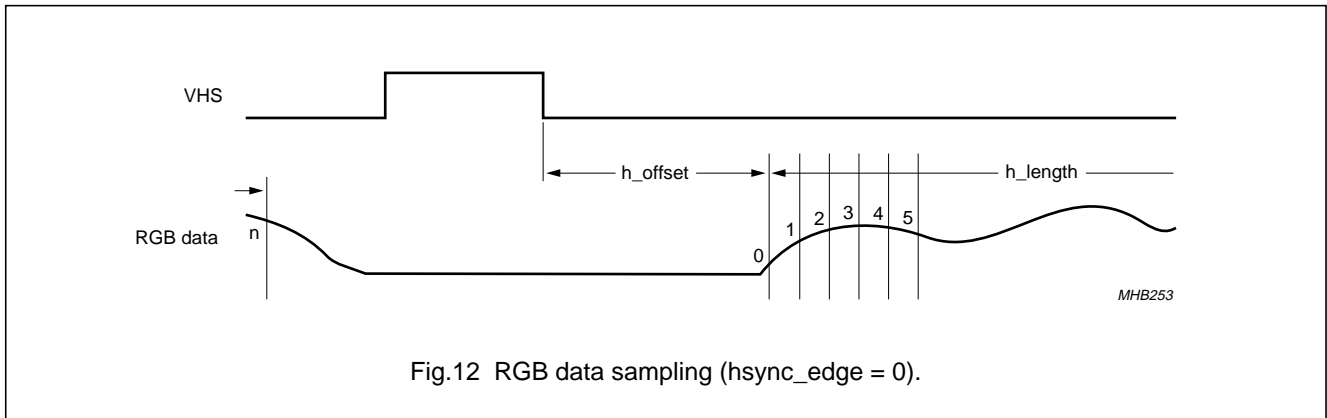 VHS
h_offset
h_length
RGB data
n
0
1
2
3
4
5
MHB253
Fig.12 RGB data sampling (hsync_edge = 0).